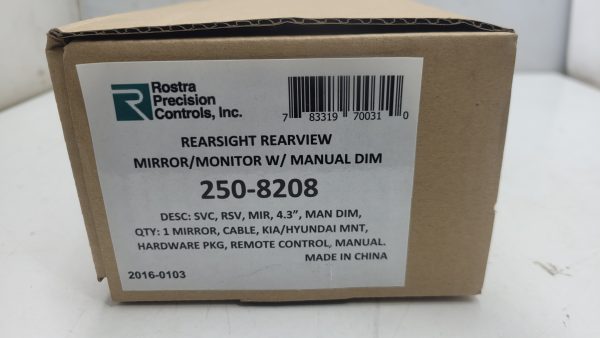 Rostra
Precision
Controls, Inc.
7 83319 70031 0
REARSIGHT REARVIEW
MIRROR/MONITOR W/ MANUAL DIM
250-8208
DESC: SVC, RSV, MIR, 4.3", MAN DIM,
QTY: 1 MIRROR, CABLE, KIA/HYUNDAI MNT,
HARDWARE PKG, REMOTE CONTROL, MANUAL.
MADE IN CHINA
2016-0103